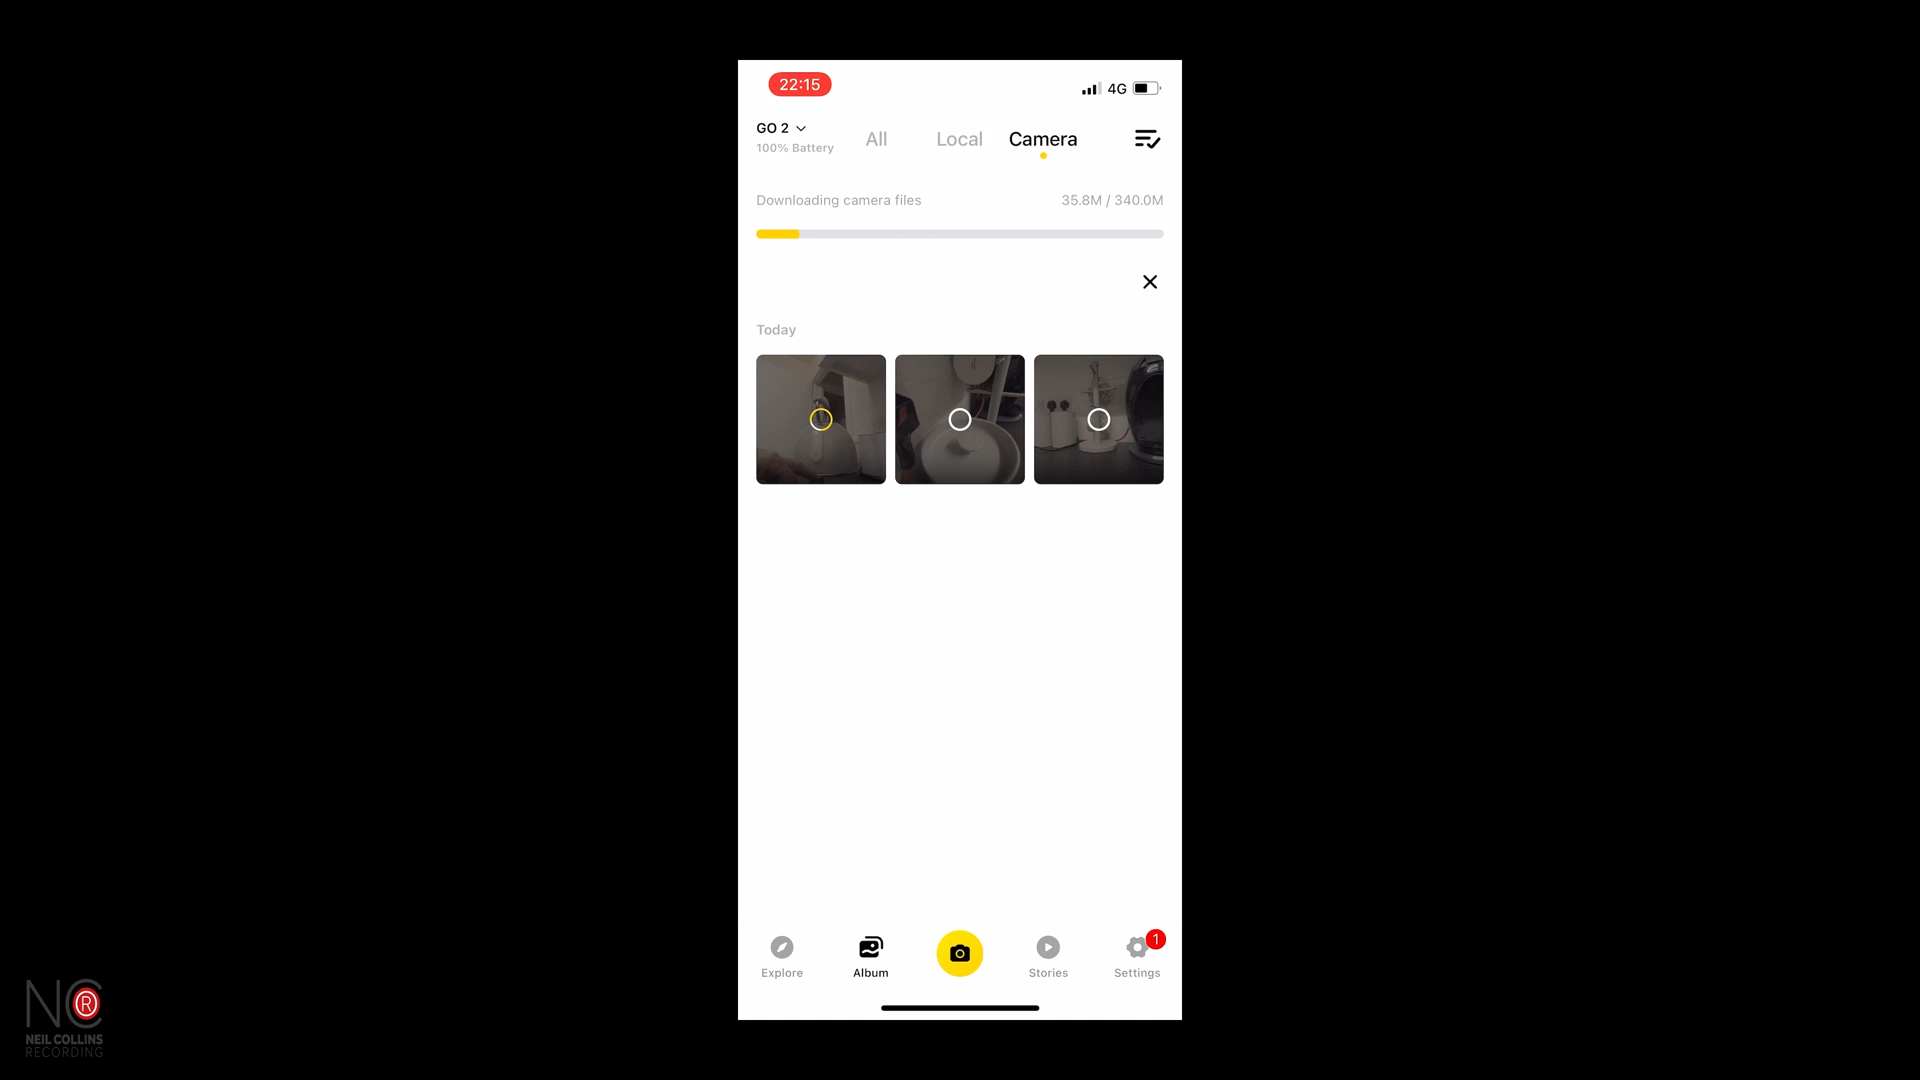 22:15
4G
GO 2
100% Battery
All
Local
Camera
Downloading camera files
35.8M / 340.0M
Today
Explore
Album
Stories
1
Settings
NC
R
NEIL COLLINS
RECORDING